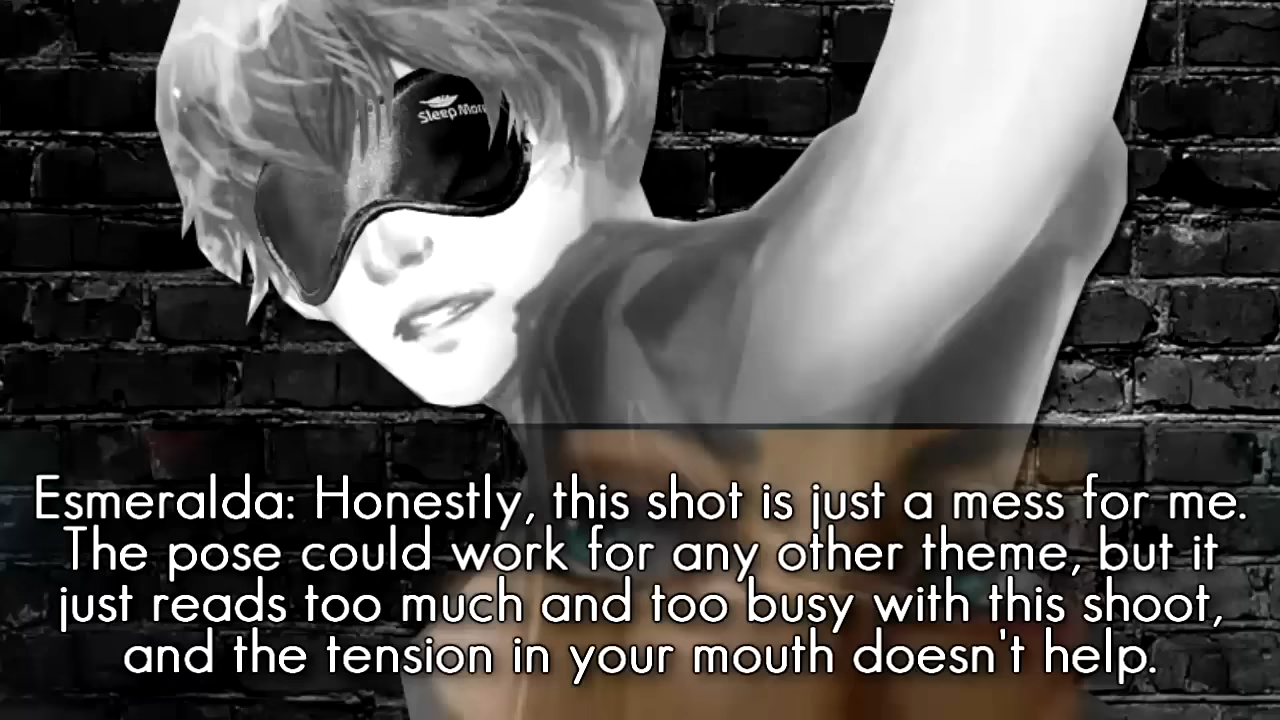 Sleep
Esmeralda: Honestly, this shot is just a mess for me.
The pose could work for any other theme, but it
just reads too much and too busy with this shoot,
and the tension in your mouth doesn't help.